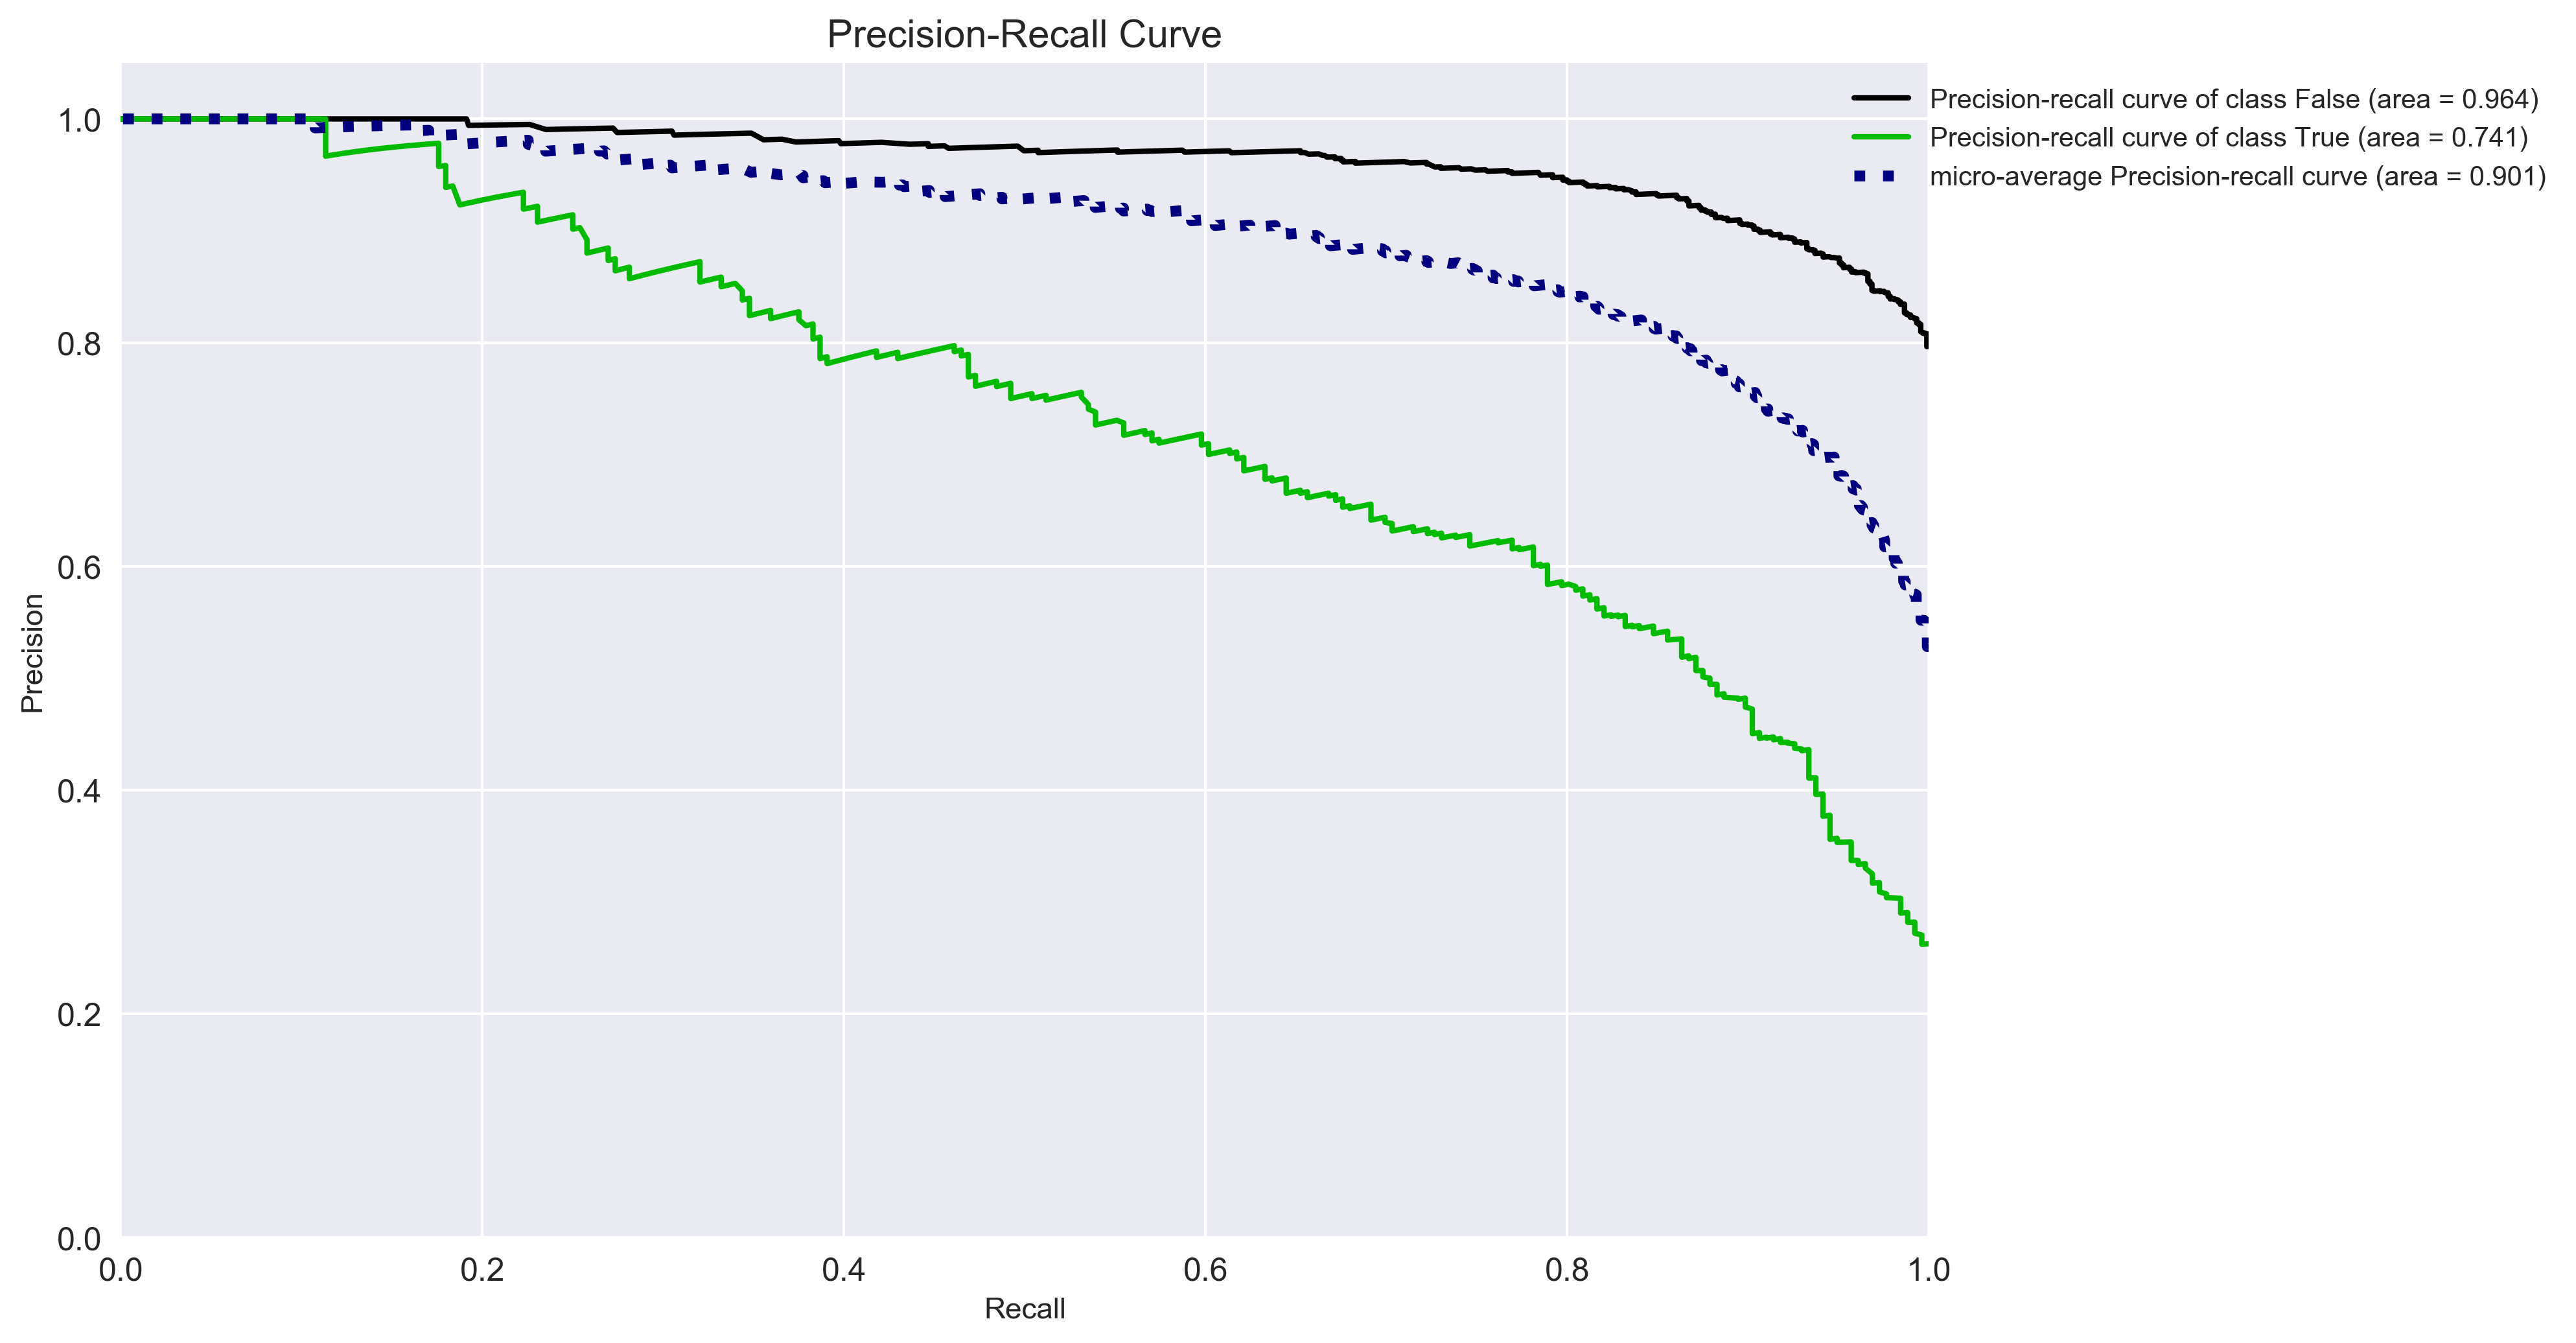 Precision-Recall Curve
Precision-recall curve of class False (area = 0.964)
Precision-recall curve of class True (area = 0.741)
micro-average Precision-recall curve (area = 0.901)
1.0
0.8
0.6
0.4
0.2
0.0
Precision
0.0 0.2 0.4 0.6 0.8 1.0
Recall